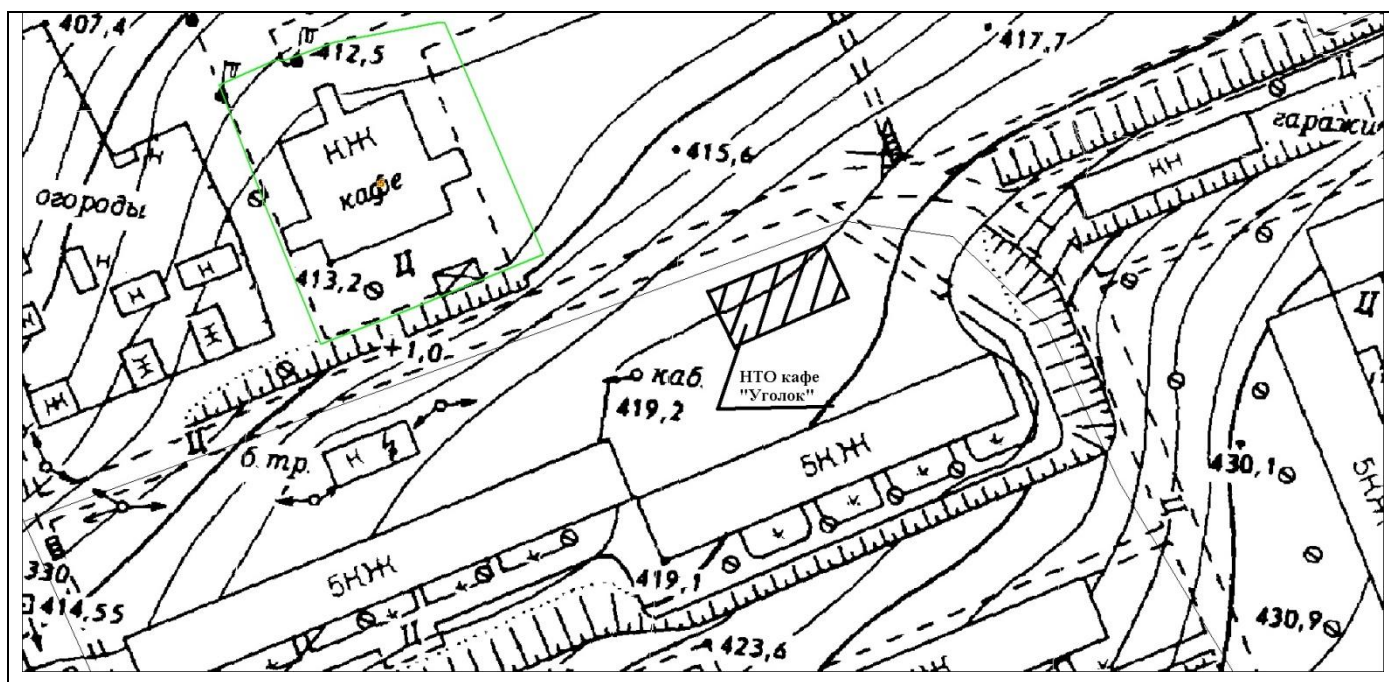 407,4
П
412,5
417,7
Ц
гаражи
КН
415,6
КЖ
кафе
огорады
Н
Н
Н
Н
Н
Ж
Ж
Ж
413,2
Ц
+1,0
каб.
419,2
НТО кафе
"Уголок"
Ц
б. тр.
Н
5КЖ
5КЖ
430,1
5КЖ
Ц
Ц
330
414,55
419,1
Ц
423,6
430,9